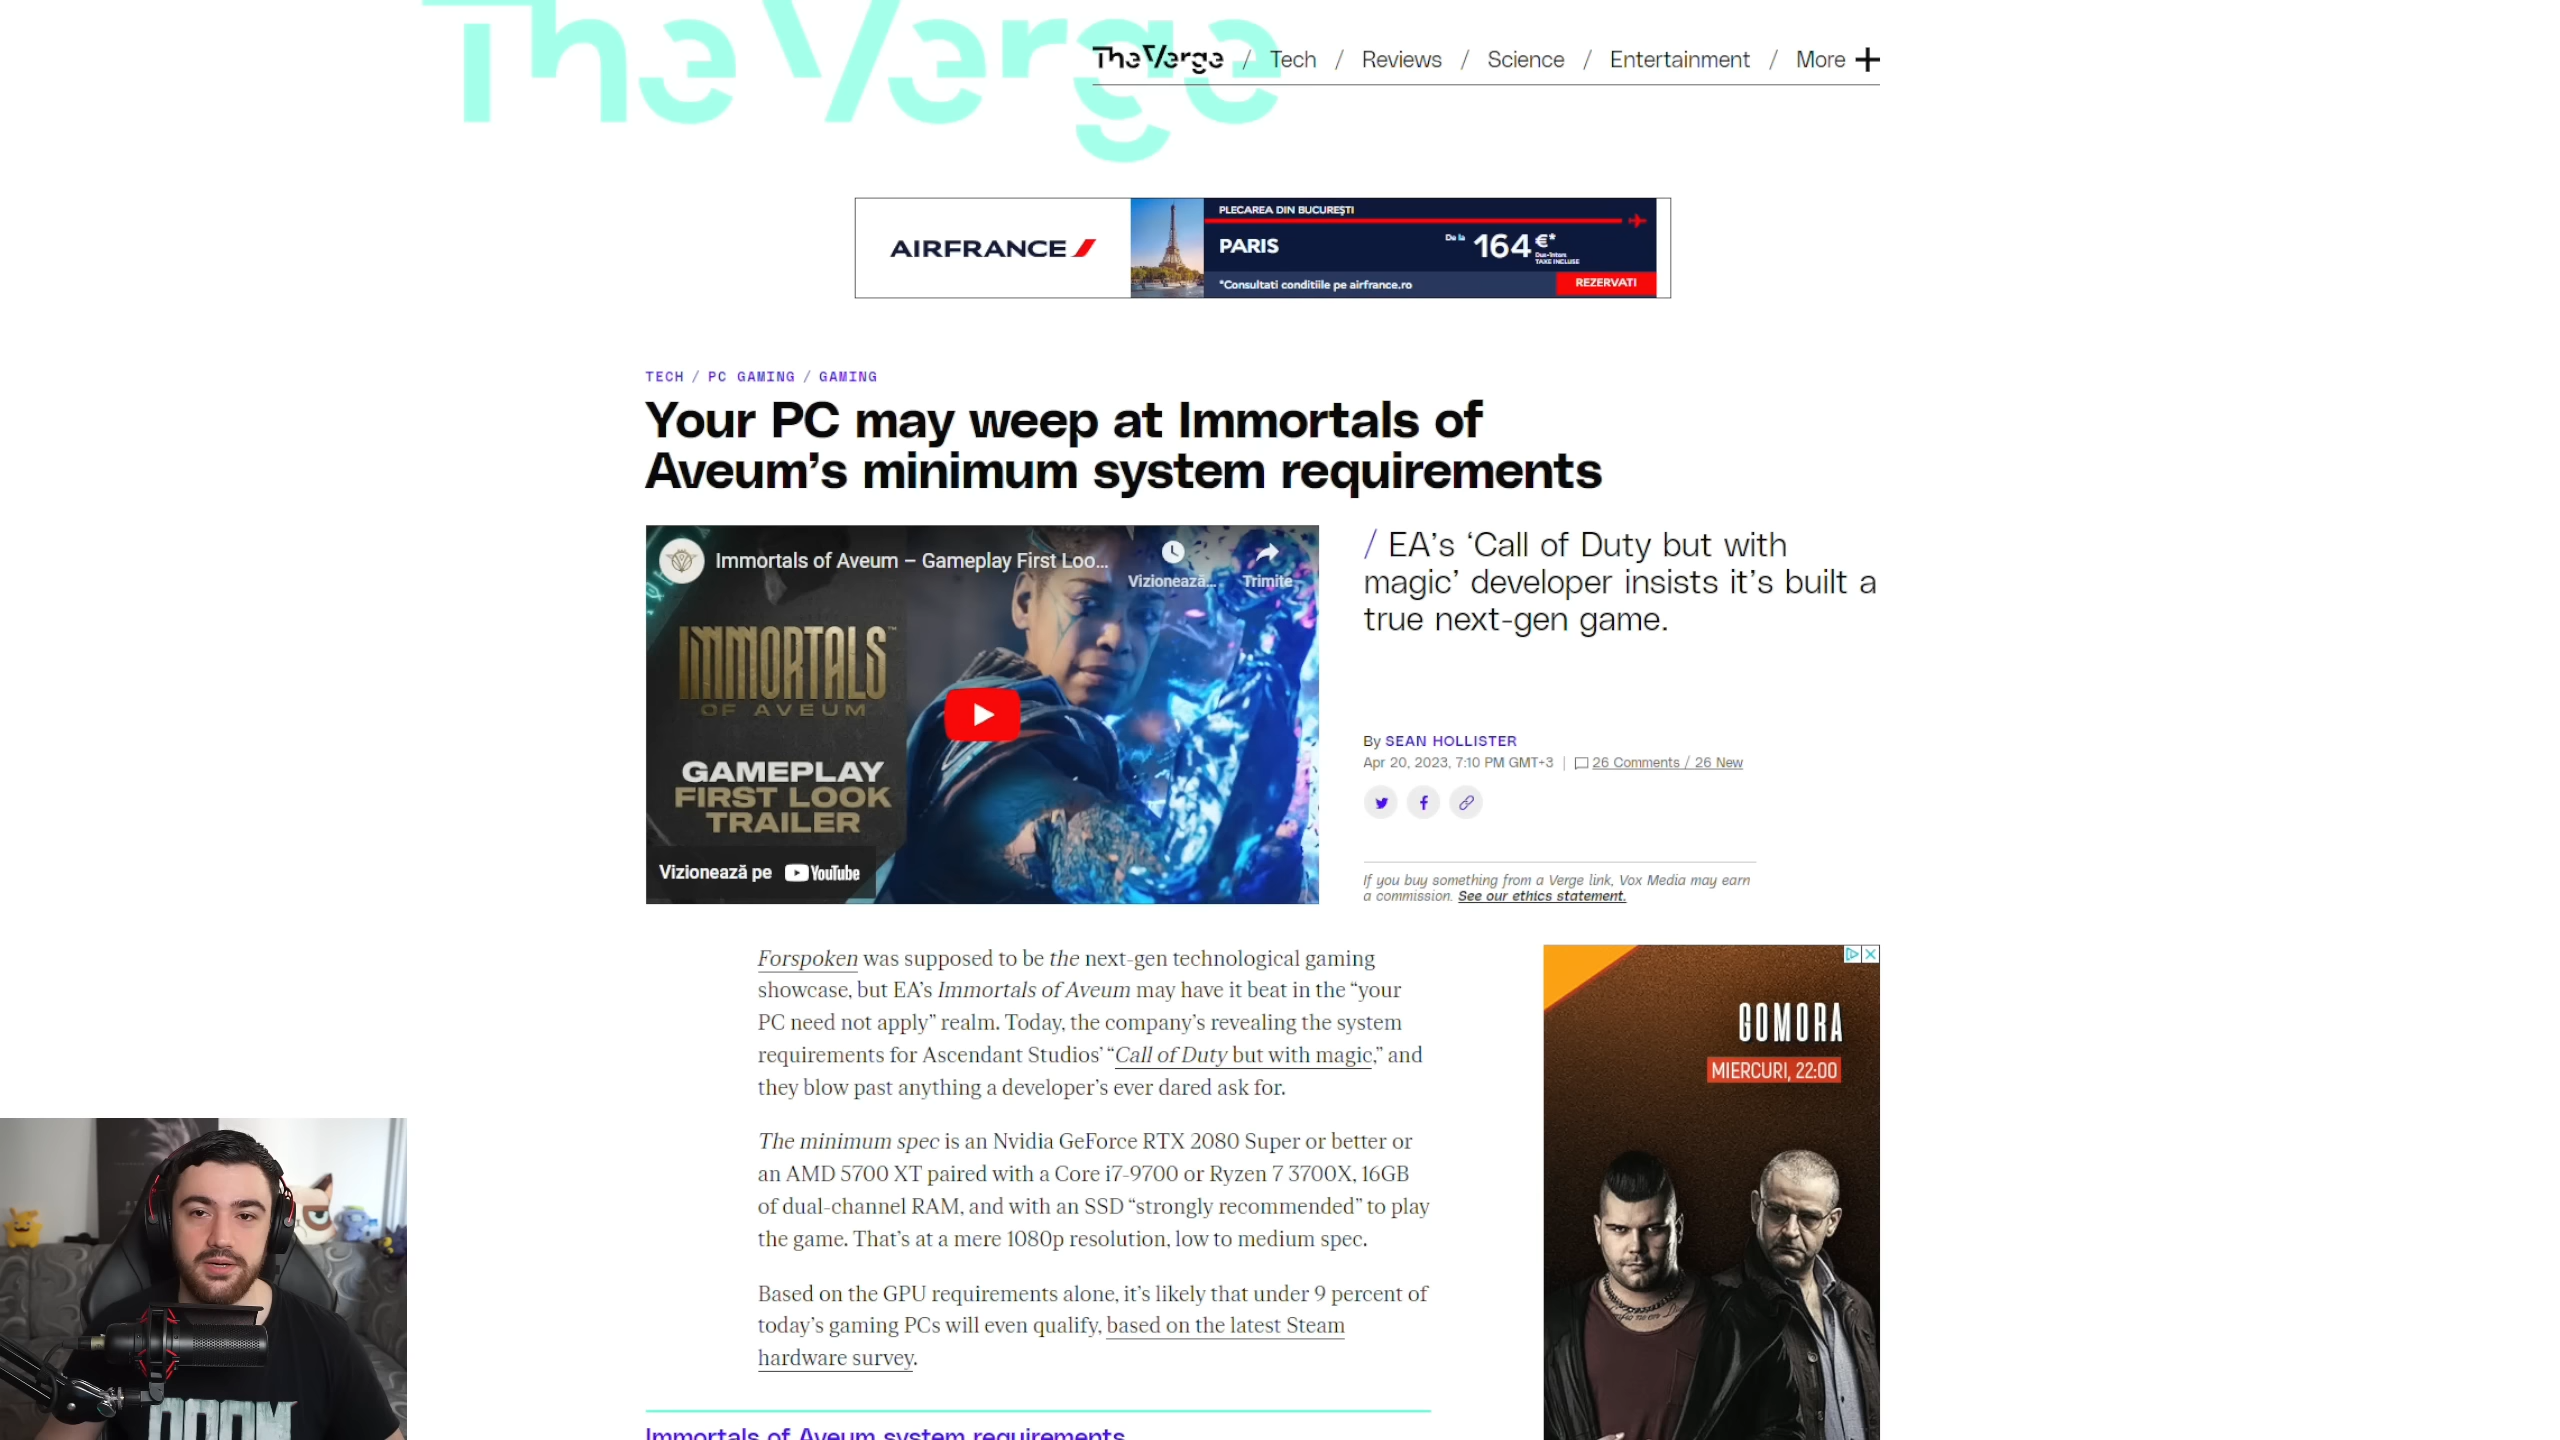 The Verge
The Verge / Tech / Reviews / Science / Entertainment / More
AIRFRANCE
PLECAREA DIN BUCUREȘTI
PARIS
De la 164 €*
Dus-întors
TAXE INCLUSE
*Consultati conditiile pe airfrance.ro
REZERVATI
TECH / PC GAMING / GAMING
Your PC may weep at Immortals of
Aveum’s minimum system requirements
Immortals of Aveum – Gameplay First Loo...
Vizionează...
Trimite
IMMORTALS™
OF AVEUM
GAMEPLAY
FIRST LOOK
TRAILER
Vizionează pe YouTube
/ EA’s ‘Call of Duty but with
magic’ developer insists it’s built a
true next-gen game.
By SEAN HOLLISTER
Apr 20, 2023, 7:10 PM GMT+3 | 26 Comments / 26 New
If you buy something from a Verge link, Vox Media may earn
a commission. See our ethics statement.
Forspoken was supposed to be the next-gen technological gaming
showcase, but EA’s Immortals of Aveum may have it beat in the “your
PC need not apply” realm. Today, the company’s revealing the system
requirements for Ascendant Studios’ “Call of Duty but with magic,” and
they blow past anything a developer’s ever dared ask for.
The minimum spec is an Nvidia GeForce RTX 2080 Super or better or
an AMD 5700 XT paired with a Core i7-9700 or Ryzen 7 3700X, 16GB
of dual-channel RAM, and with an SSD “strongly recommended” to play
the game. That’s at a mere 1080p resolution, low to medium spec.
Based on the GPU requirements alone, it’s likely that under 9 percent of
today’s gaming PCs will even qualify, based on the latest Steam
hardware survey.
Immortals of Aveum system requirements
GOMORA
MIERCURI, 22:00
DOOM